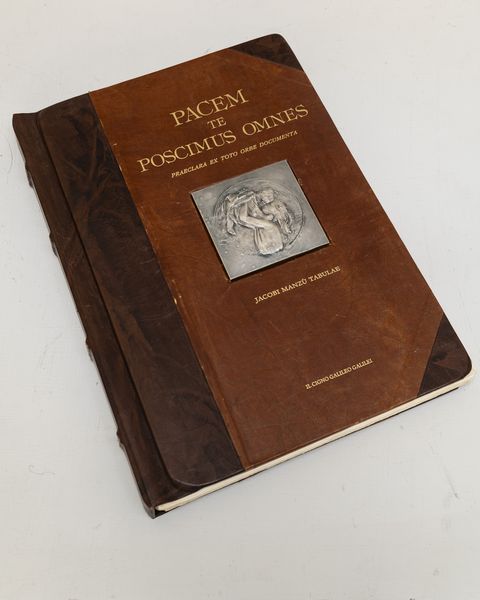 PACEM
TE
POSCIMUS OMNES
PRAECLARA EX TOTO ORBE DOCUMENTA
JACOBI MANZÙ TABULAE
IL CIGNO GALILEO GALILEI